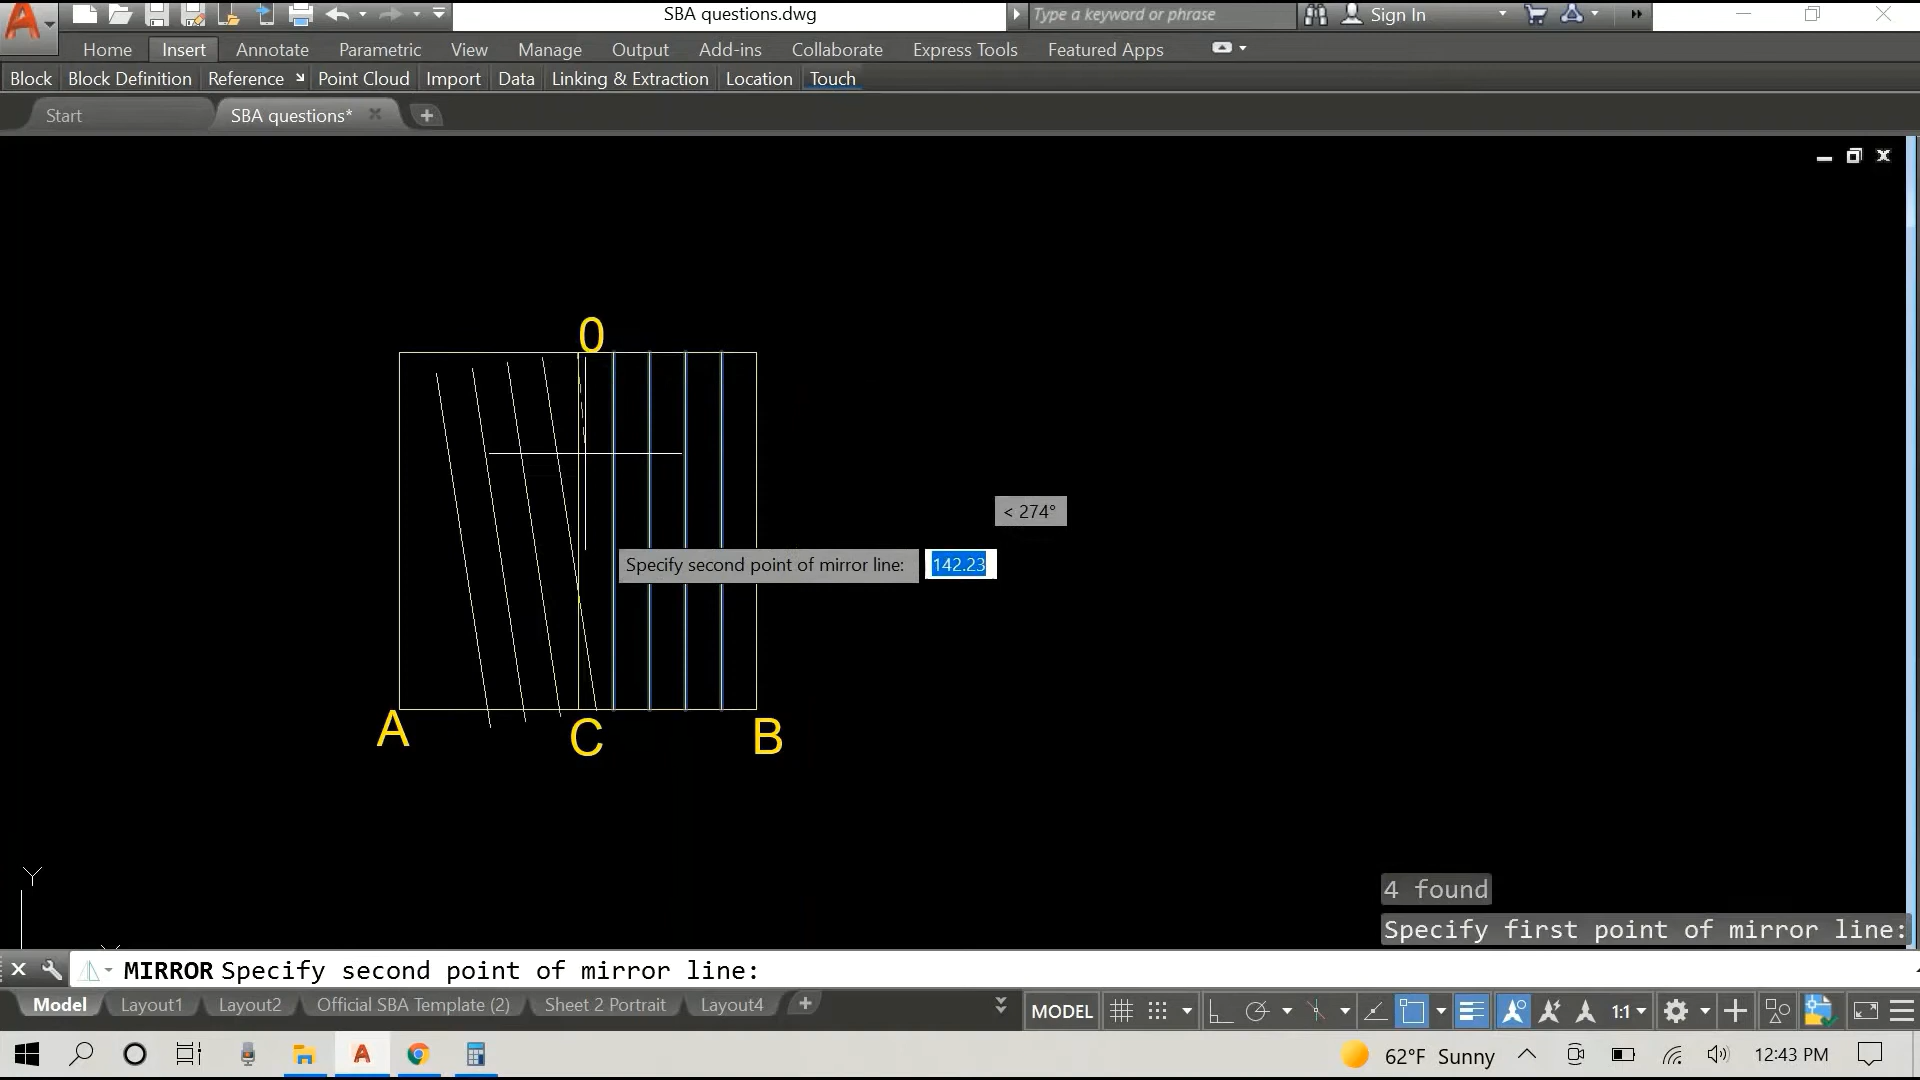 SBA questions.dwg
Type a keyword or phrase
Sign In
Home Insert Annotate Parametric View Manage Output Add-ins Collaborate Express Tools Featured Apps
Block Block Definition Reference Point Cloud Import Data Linking & Extraction Location Touch
Start
SBA questions*
0
< 274°
Specify second point of mirror line: 142.23
A
C
B
Y
4 found
Specify first point of mirror line:
MIRROR Specify second point of mirror line:
Model Layout1 Layout2 Official SBA Template (2) Sheet 2 Portrait Layout4
MODEL
1:1
62°F Sunny
12:43 PM